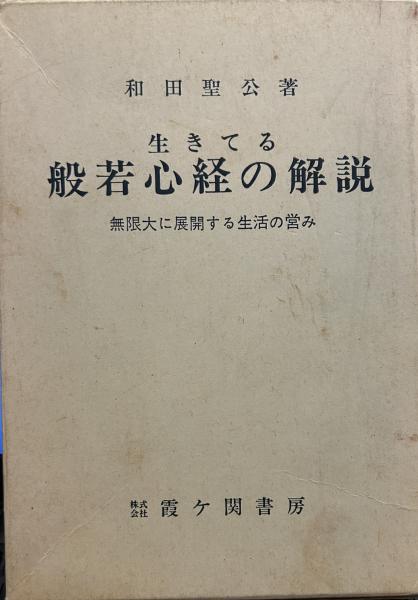 和田聖公著
生きてる
般若心経の解説
無限大に展開する生活の営み
株式会社 霞ケ関書房